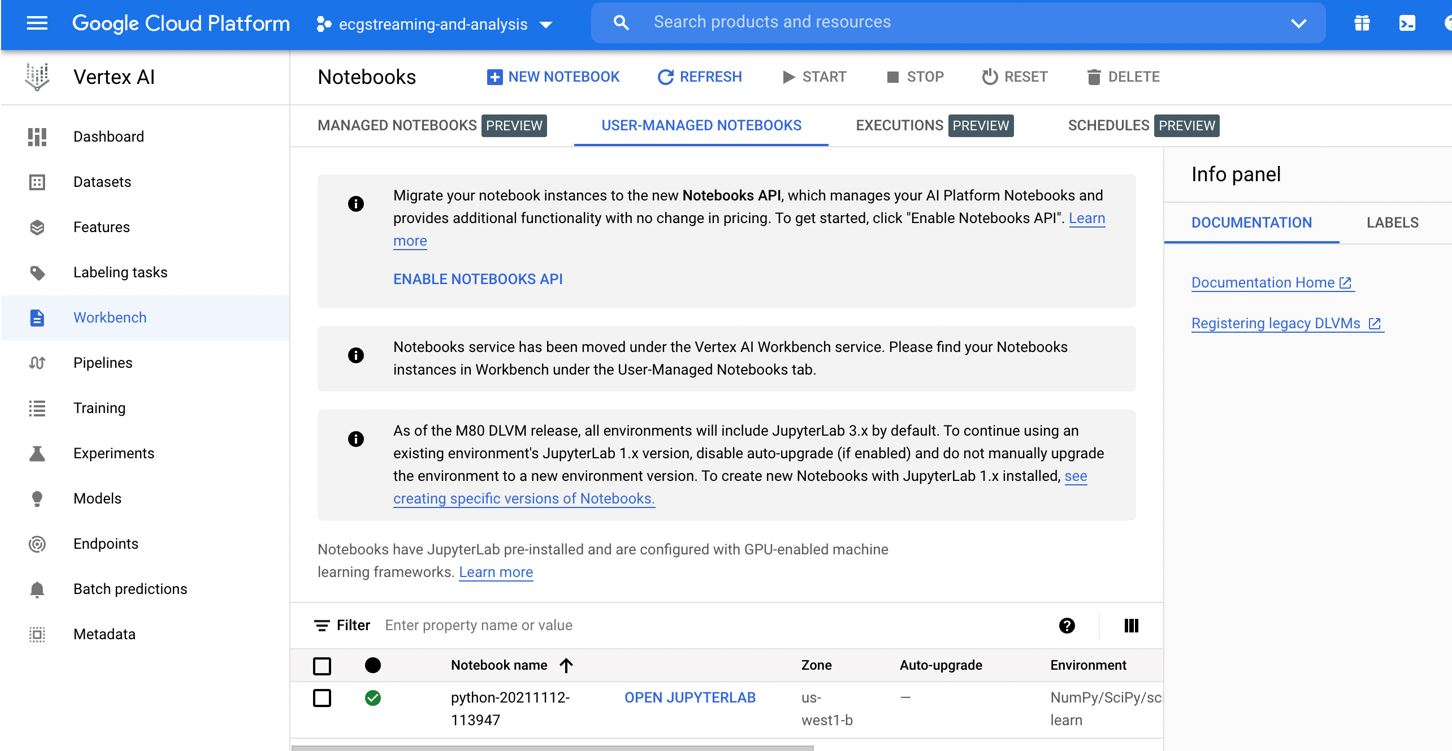 Google Cloud Platform
ecgstreaming-and-analysis
Search products and resources
Vertex AI
Notebooks
NEW NOTEBOOK
REFRESH
START
STOP
RESET
DELETE
MANAGED NOTEBOOKS PREVIEW
USER-MANAGED NOTEBOOKS
EXECUTIONS PREVIEW
SCHEDULES PREVIEW
Dashboard
Datasets
Features
Labeling tasks
Workbench
Pipelines
Training
Experiments
Models
Endpoints
Batch predictions
Metadata
Migrate your notebook instances to the new Notebooks API, which manages your AI Platform Notebooks and
provides additional functionality with no change in pricing. To get started, click "Enable Notebooks API". Learn
more
ENABLE NOTEBOOKS API
Notebooks service has been moved under the Vertex AI Workbench service. Please find your Notebooks
instances in Workbench under the User-Managed Notebooks tab.
As of the M80 DLVM release, all environments will include JupyterLab 3.x by default. To continue using an
existing environment's JupyterLab 1.x version, disable auto-upgrade (if enabled) and do not manually upgrade
the environment to a new environment version. To create new Notebooks with JupyterLab 1.x installed, see
creating specific versions of Notebooks.
Notebooks have JupyterLab pre-installed and are configured with GPU-enabled machine
learning frameworks. Learn more
Filter Enter property name or value
Notebook name
Zone
Auto-upgrade
Environment
python-20211112-
113947
OPEN JUPYTERLAB
us-
west1-b
—
NumPy/SciPy/sc
learn
Info panel
DOCUMENTATION
LABELS
Documentation Home
Registering legacy DLVMs